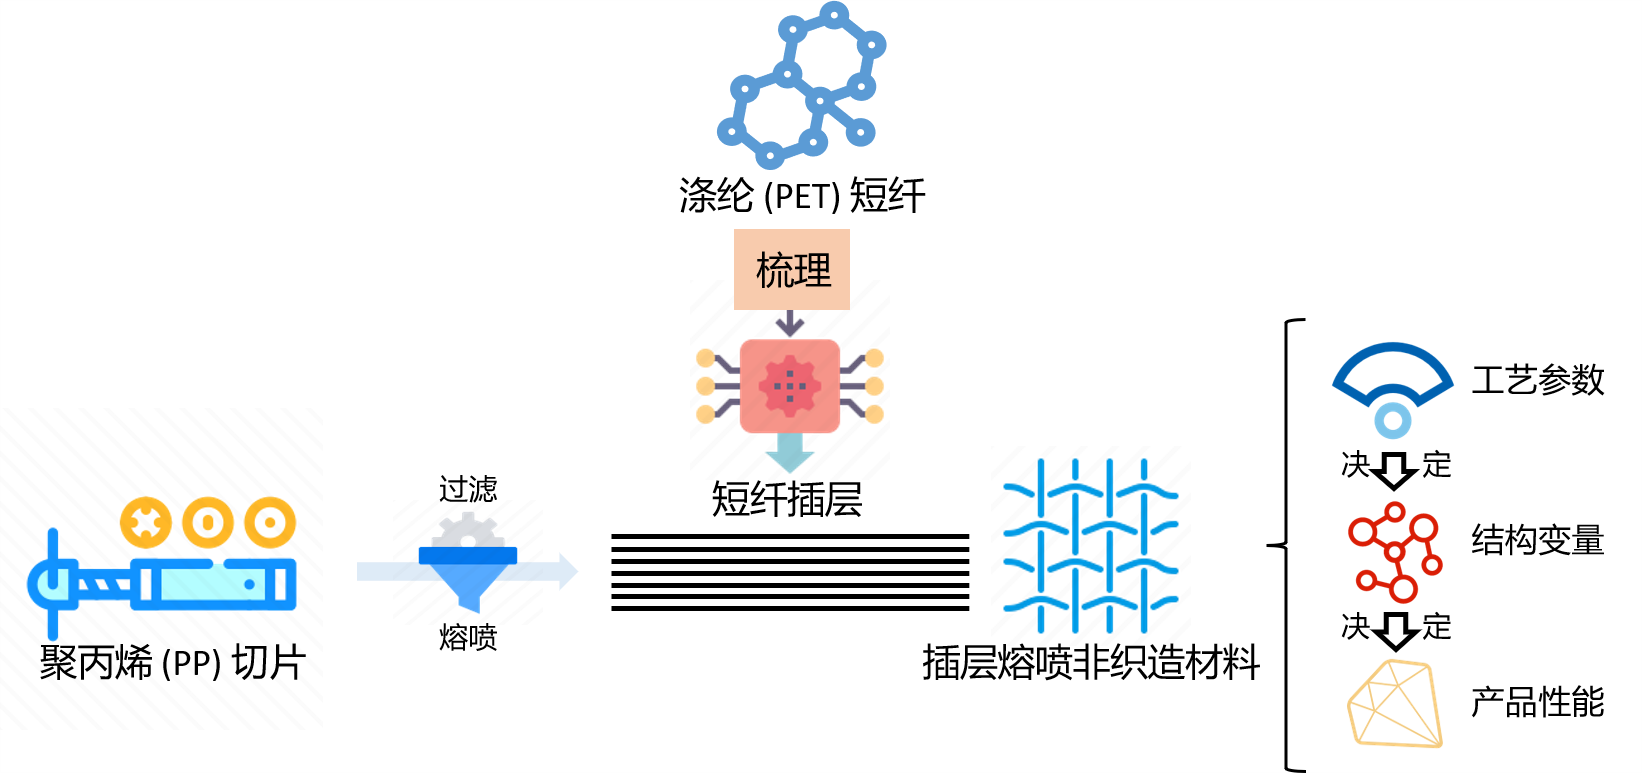 涤纶 (PET) 短纤
梳理
短纤插层
过滤
熔喷
聚丙烯 (PP) 切片
插层熔喷非织造材料
工艺参数
决 定
结构变量
决 定
产品性能